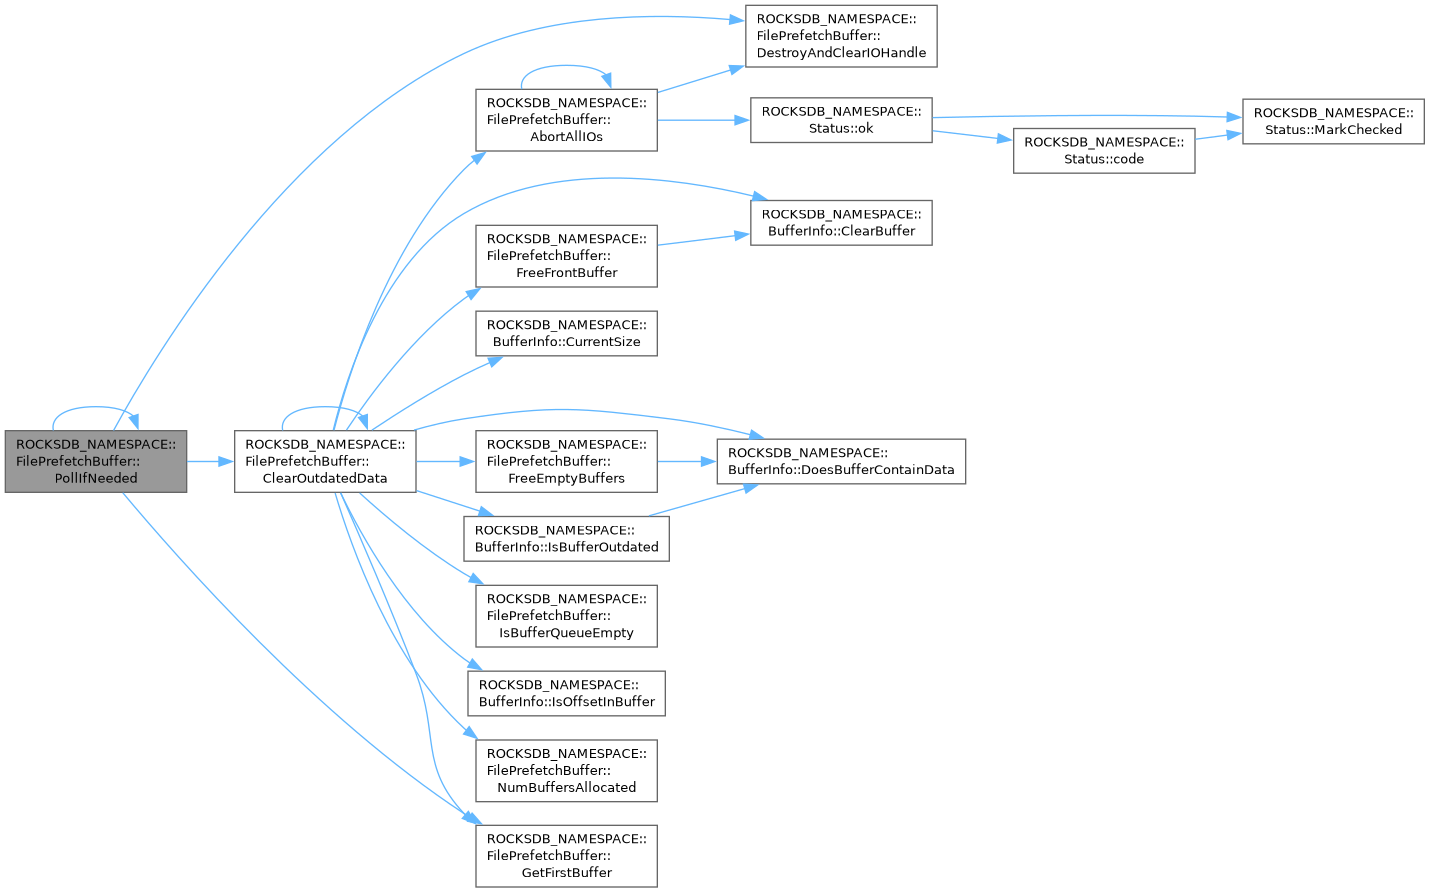 ROCKSDB_NAMESPACE::
FilePrefetchBuffer::
DestroyAndClearIOHandle
ROCKSDB_NAMESPACE::
FilePrefetchBuffer::
AbortAllIOs
ROCKSDB_NAMESPACE::
Status::ok
ROCKSDB_NAMESPACE::
Status::MarkChecked
ROCKSDB_NAMESPACE::
Status::code
ROCKSDB_NAMESPACE::
BufferInfo::ClearBuffer
ROCKSDB_NAMESPACE::
FilePrefetchBuffer::
FreeFrontBuffer
ROCKSDB_NAMESPACE::
BufferInfo::CurrentSize
ROCKSDB_NAMESPACE::
FilePrefetchBuffer::
PollIfNeeded
ROCKSDB_NAMESPACE::
FilePrefetchBuffer::
ClearOutdatedData
ROCKSDB_NAMESPACE::
FilePrefetchBuffer::
FreeEmptyBuffers
ROCKSDB_NAMESPACE::
BufferInfo::DoesBufferContainData
ROCKSDB_NAMESPACE::
BufferInfo::IsBufferOutdated
ROCKSDB_NAMESPACE::
FilePrefetchBuffer::
IsBufferQueueEmpty
ROCKSDB_NAMESPACE::
BufferInfo::IsOffsetInBuffer
ROCKSDB_NAMESPACE::
FilePrefetchBuffer::
NumBuffersAllocated
ROCKSDB_NAMESPACE::
FilePrefetchBuffer::
GetFirstBuffer